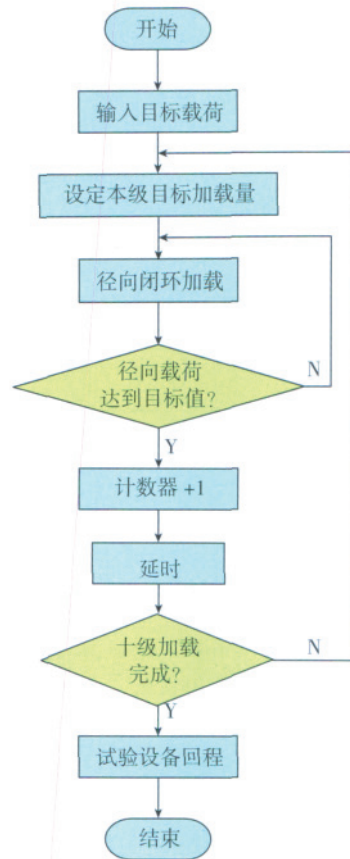 开始
输入目标载荷
设定本级目标加载量
径向闭环加载
径向载荷
达到目标值?
N
Y
计数器 +1
延时
十级加载
完成?
N
Y
试验设备回程
结束